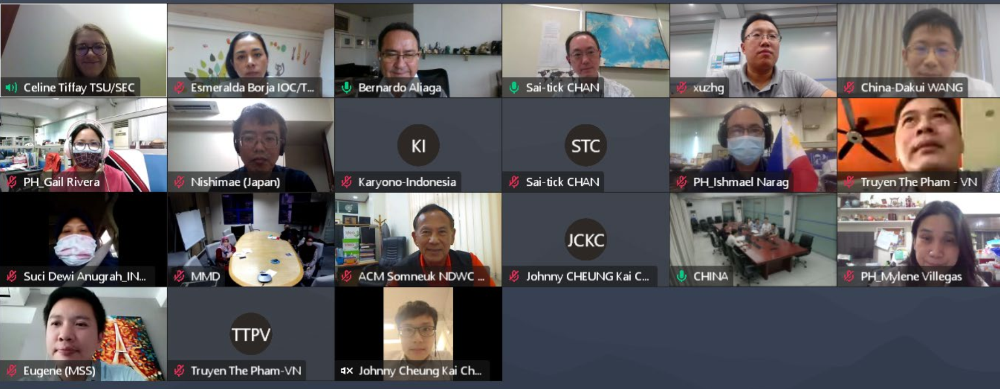 Celine Tiffay TSU/SEC
Esmeralda Borja IOC/T...
Bernardo Aliaga
Sai-tick CHAN
xuzhg
China-Dakui WANG
PH_Gail Rivera
Nishimae (Japan)
KI
Karyono-Indonesia
STC
Sai-tick CHAN
PH_Ishmael Narag
Truyen The Pham - VN
Suci Dewi Anugrah_IN...
MMD
idea
idea
ACM Somneuk NDWC ...
JCKC
Johnny CHEUNG Kai C...
CHINA
PH_Mylene Villegas
Eugene (MSS)
TTPV
Truyen The Pham-VN
Johnny Cheung Kai Ch...